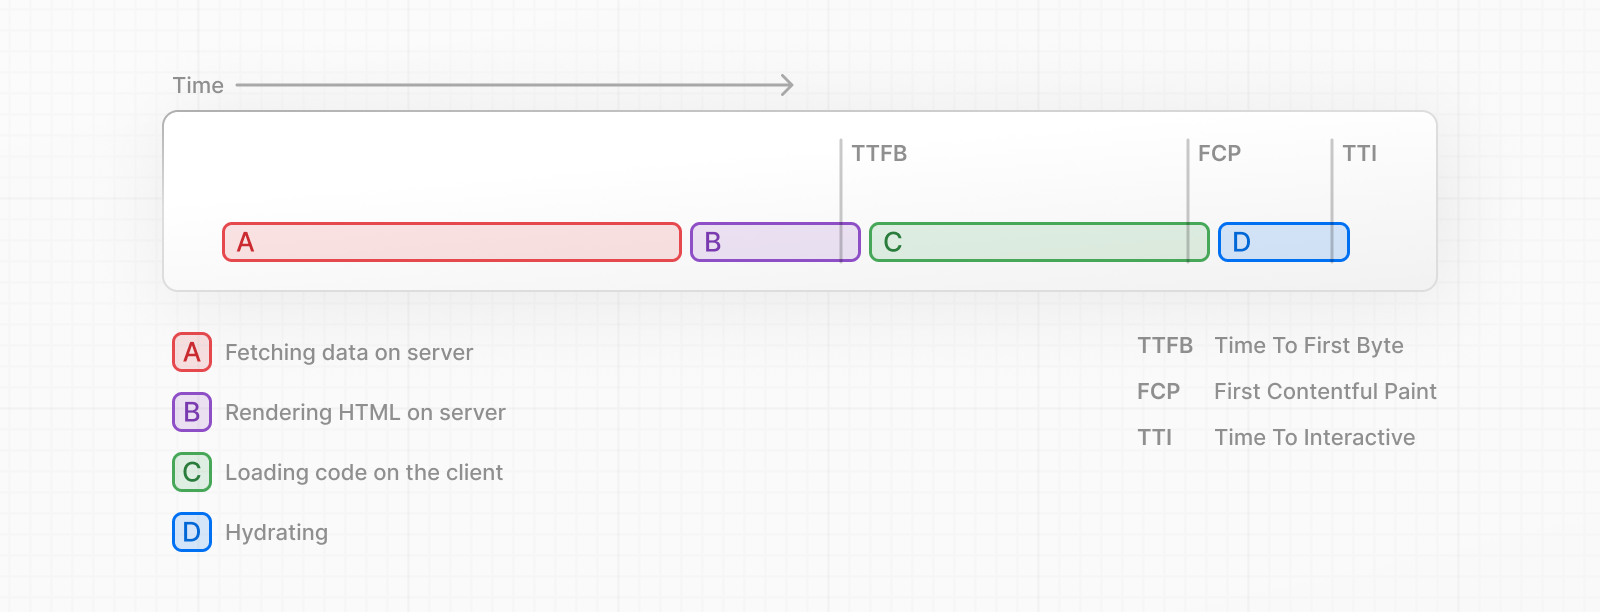 Time
TTFB FCP TTI
A B C D
A Fetching data on server
B Rendering HTML on server
C Loading code on the client
D Hydrating
TTFB Time To First Byte
FCP First Contentful Paint
TTI Time To Interactive